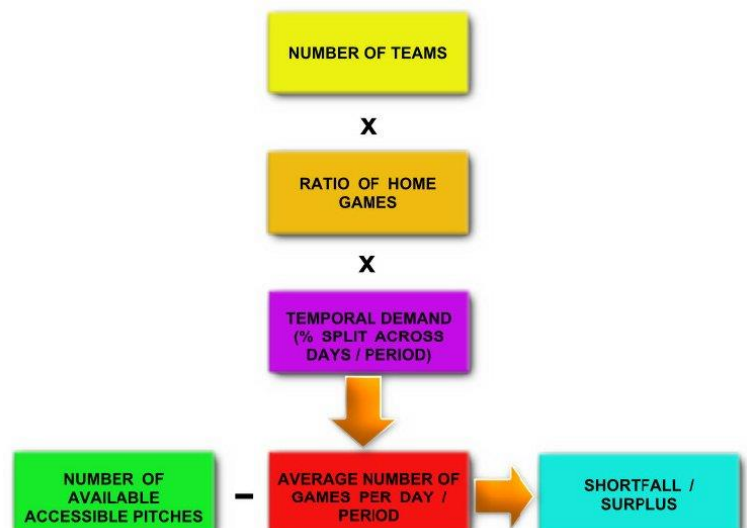 NUMBER OF TEAMS
X
RATIO OF HOME
GAMES
X
TEMPORAL DEMAND
(% SPLIT ACROSS
DAYS / PERIOD)
NUMBER OF
AVAILABLE
ACCESSIBLE PITCHES
–
AVERAGE NUMBER OF
GAMES PER DAY /
PERIOD
SHORTFALL /
SURPLUS